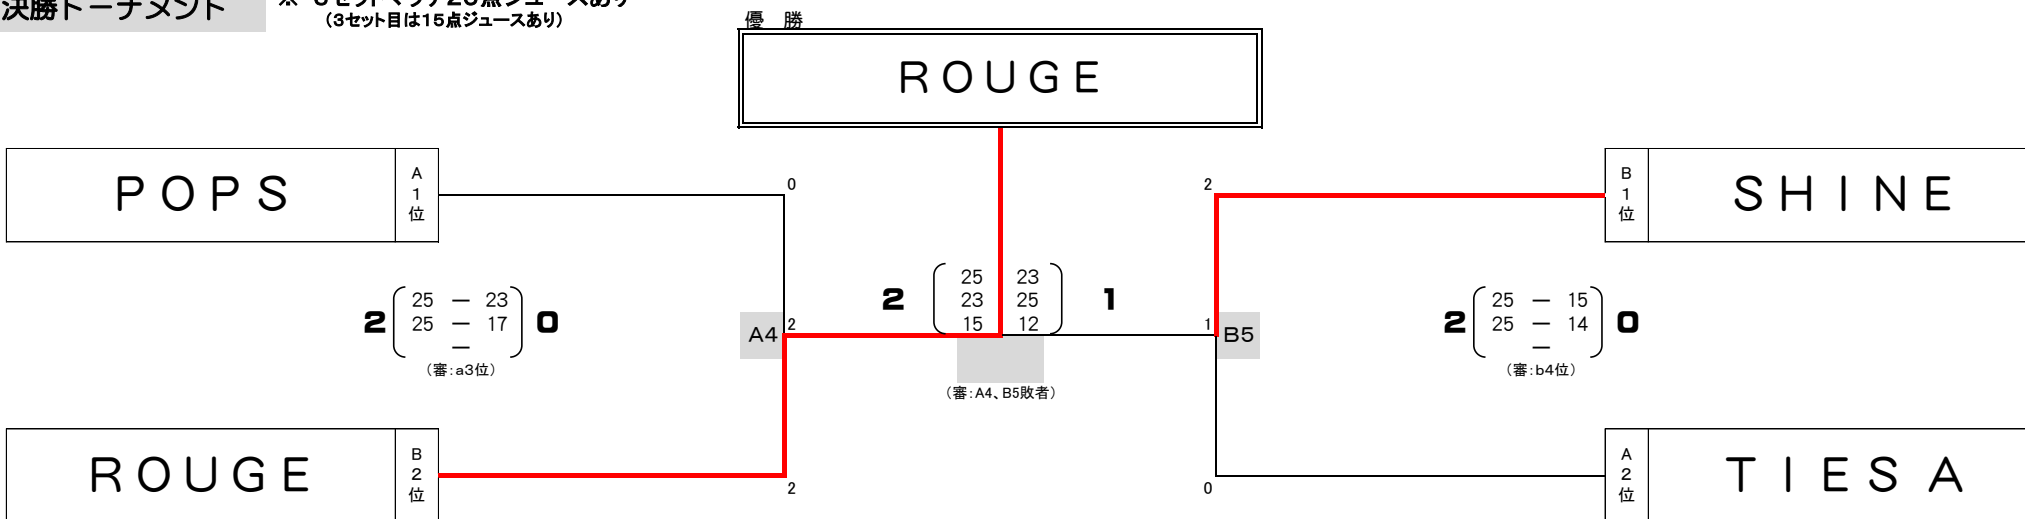 決勝トーナメント
(3セット目は15点ジュースあり)
優 勝
ROUGE
POPS
A
1
位
0
2
B
1
位
SHINE
2
25 — 23
25 — 17
—
0
(審:a3位)
A4
2
2
25 23
23 25
15 12
1
(審:A4、B5敗者)
1
B5
2
25 — 15
25 — 14
—
0
(審:b4位)
ROUGE
B
2
位
2
0
A
2
位
TIESA